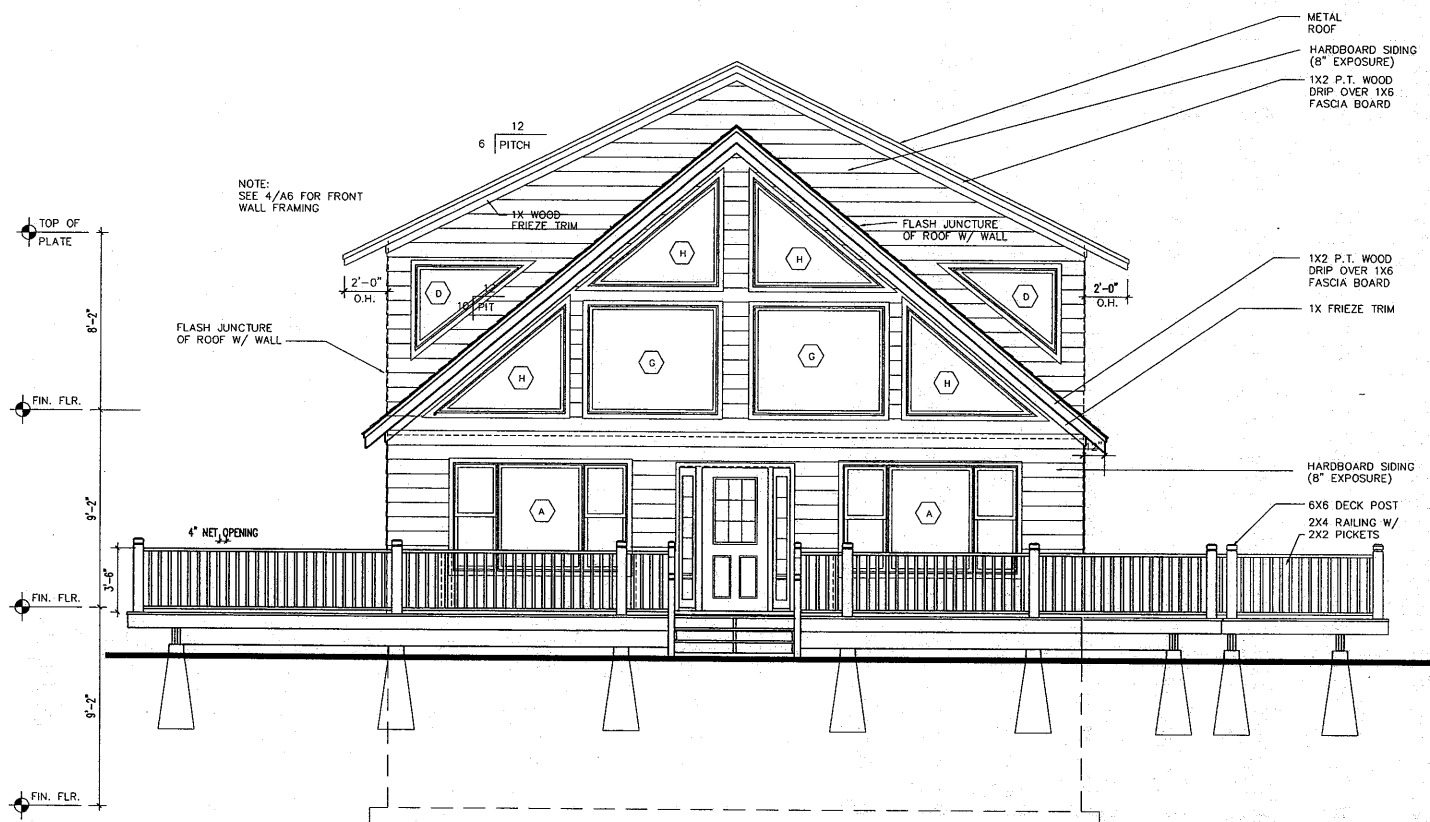 METAL
ROOF
HARDBOARD SIDING
(8" EXPOSURE)
1X2 P.T. WOOD
DRIP OVER 1X6
FASCIA BOARD
12
6 PITCH
NOTE:
SEE 4/A6 FOR FRONT
WALL FRAMING
1X WOOD
FRIEZE TRIM
FLASH JUNCTURE
OF ROOF W/ WALL
TOP OF
PLATE
H
H
1X2 P.T. WOOD
DRIP OVER 1X6
FASCIA BOARD
2'-0"
O.H.
D
12
PIT
D
2'-0"
O.H.
1X FRIEZE TRIM
8'-2"
FLASH JUNCTURE
OF ROOF W/ WALL
G
G
H
H
FIN. FLR.
12"
HARDBOARD SIDING
(8" EXPOSURE)
9'-2"
A
A
6X6 DECK POST
2X4 RAILING W/
2X2 PICKETS
4" NET OPENING
3'-6"
FIN. FLR.
9'-2"
FIN. FLR.